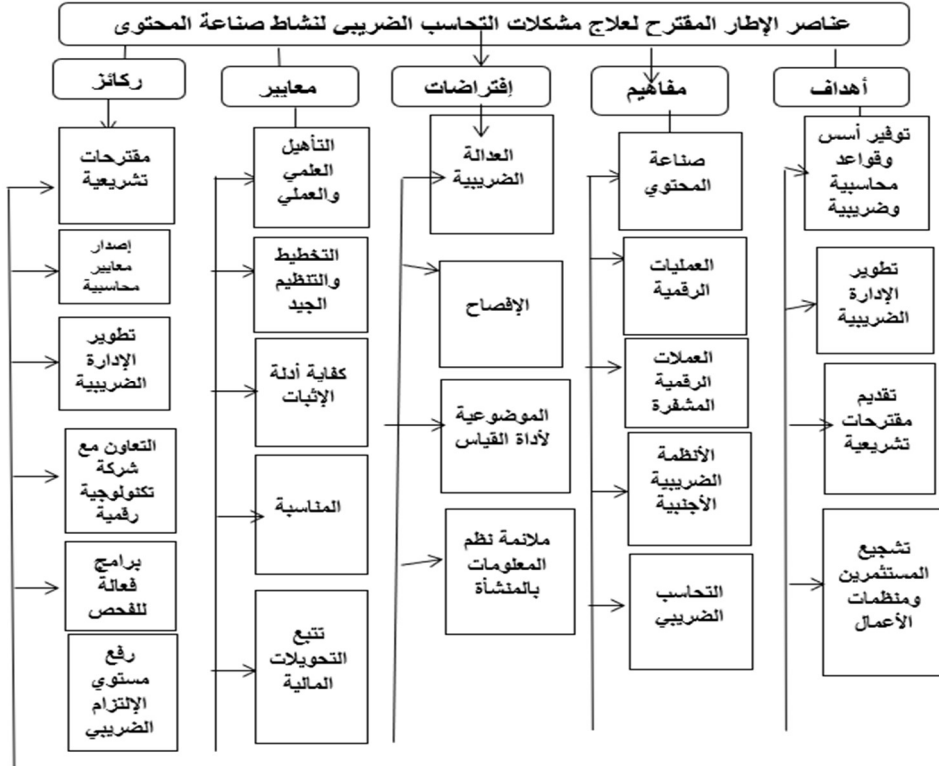 عناصر الإطار المقترح لعلاج مشكلات التحاسب الضريبي لنشاط صناعة المحتوى
أهداف
توفير أسس
وقواعد
محاسبية
وضريبية
تطوير
الإدارة
الضريبية
تقديم
مقترحات
تشريعية
تشجيع
المستثمرين
ومنظمات
الأعمال
مفاهيم
صناعة
المحتوي
العمليات
الرقمية
العملات
الرقمية
المشفرة
الأنظمة
الضريبية
الأجنبية
التحاسب
الضريبي
إفتراضات
العدالة
الضريبية
الإفصاح
الموضوعية
لأداة القياس
ملائمة نظم
المعلومات
بالمنشأة
معايير
التأهيل
العلمي
والعملي
التخطيط
والتنظيم
الجيد
كفاية أدلة
الإثبات
المناسبة
تتبع
التحويلات
المالية
ركائز
مقترحات
تشريعية
إصدار
معايير
محاسبية
تطوير
الإدارة
الضريبية
التعاون مع
شركة
تكنولوجية
رقمية
برامج
فعالة
للفحص
رفع
مستوي
الإلتزام
الضريبي